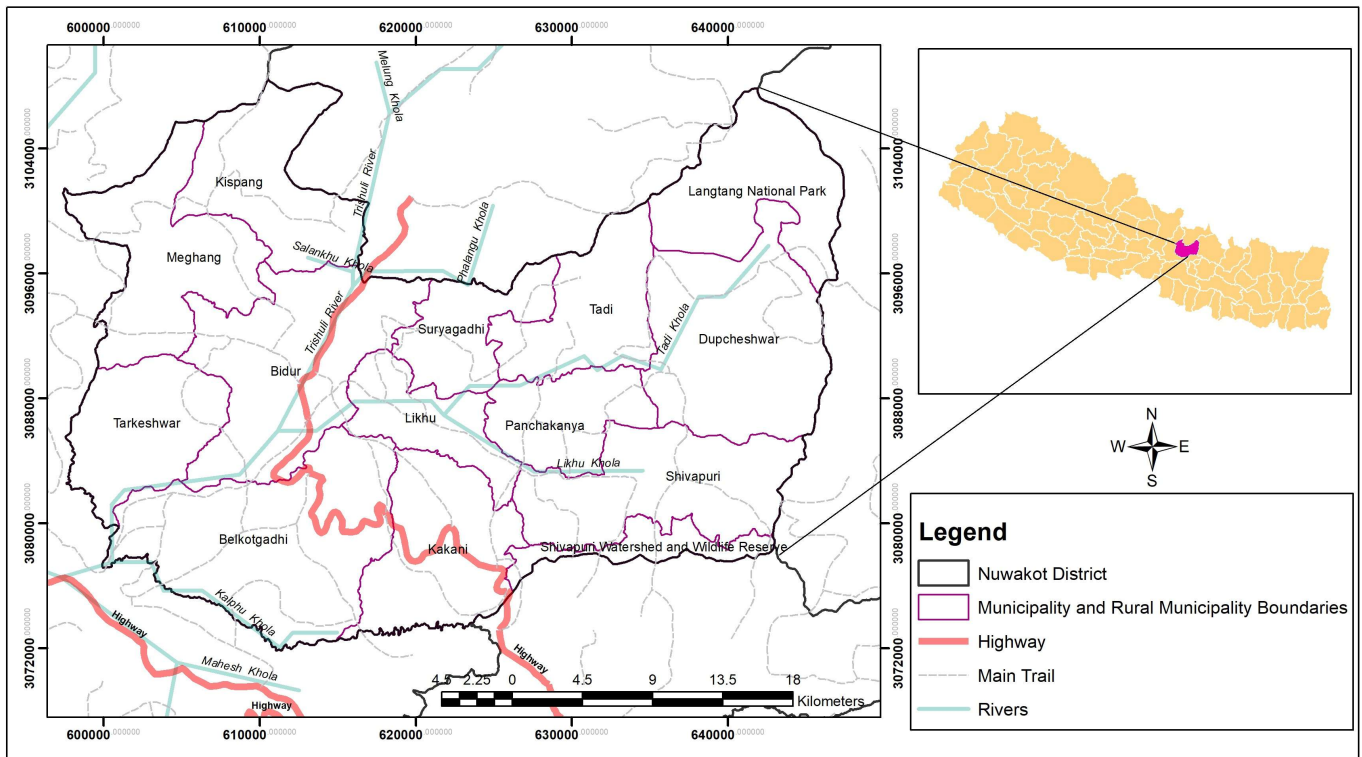 600000.000000 610000.000000 620000.000000 630000.000000 640000.000000
3104000.000000
3096000.000000
3088000.000000
3080000.000000
3072000.000000
Melung Khola
Trishuli River
Kispang
Langtang National Park
Phalangu Khola
Salankhu Khola
Meghang
Trishuli River
Suryagadhi
Tadi
Tadi Khola
Dupcheshwar
Bidur
Tarkeshwar
Likhu
Panchakanya
Likhu Khola
Shivapuri
Belkotgadhi
Kakani
Shivapuri Watershed and Wildlife Reserve
Kalphu Khola
Highway
Mahesh Khola
Highway
Highway
4.5 2.25 0 4.5 9 13.5 18
Kilometers
3104000.000000
3096000.000000
3088000.000000
3080000.000000
3072000.000000
600000.000000 610000.000000 620000.000000 630000.000000 640000.000000
N
W E
S
Legend
Nuwakot District
Municipality and Rural Municipality Boundaries
Highway
Main Trail
Rivers